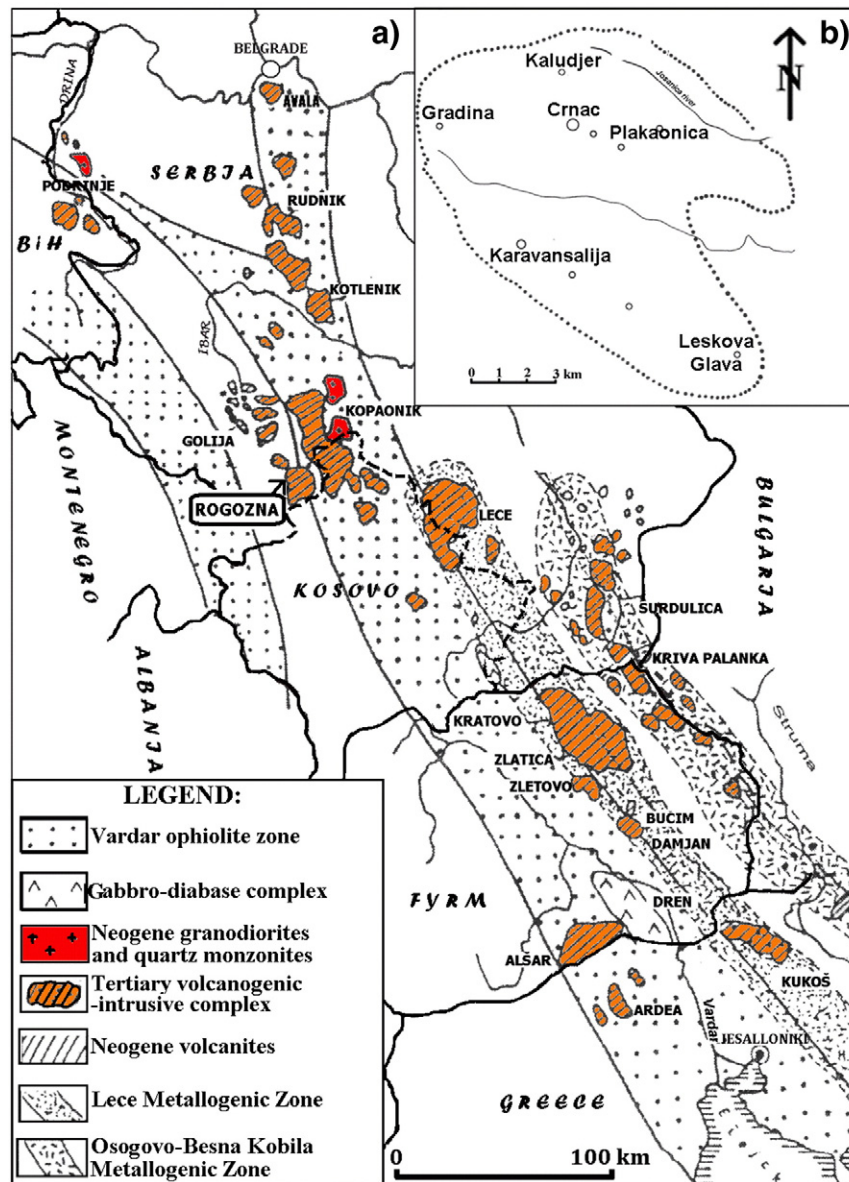 a)
BELGRADE
DRINA
AVALA
PODRINJE
SERBIA
RUDNIK
BiH
KOTLENIK
IBAR
KOPAONIK
GOLIJA
ROGOZNA
MONTENEGRO
LECE
BULGARIA
KOSOVO
ŠURDULICA
KRIVA PALANKA
ALBANIA
KRATOVO
Struma
ZLATICA
ZLETOVO
BUĆIM
DAMJAN
FYRM
DREN
ALŠAR
KUKOŠ
ARDEA
Vardar
JESALLONIKI
GREECE
0 100 km
b)
N
Kaludjer
Josanica river
Gradina
Crnac
Plakaonica
Karavansalija
Leskova
Glava
0 1 2 3 km
LEGEND:
Vardar ophiolite zone
Gabbro-diabase complex
Neogene granodiorites
and quartz monzonites
Tertiary volcanogenic
-intrusive complex
Neogene volcanites
Lece Metallogenic Zone
Osogovo-Besna Kobila
Metallogenic Zone